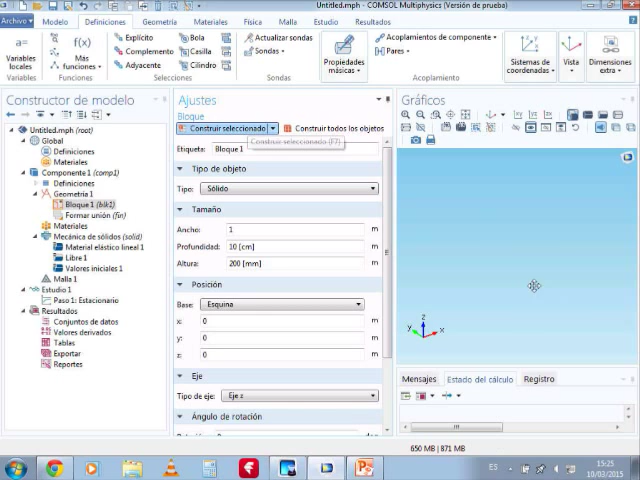 Untitled.mph - COMSOL Multiphysics (Versión de prueba)
Archivo
Modelo
Definiciones
Geometría
Materiales
Física
Malla
Estudio
Resultados
a=
Variables locales
Variables
f(x)
Más funciones
Funciones
Explícito
Complemento
Adyacente
Bola
Casilla
Cilindro
Selecciones
Actualizar sondas
Sondas
Sondas
Propiedades másicas
Acoplamientos de componente
Pares
Acoplamiento
Sistemas de coordenadas
Vista
Dimensiones extra
Constructor de modelo
Untitled.mph (root)
Global
Definiciones
Materiales
Componente 1 (comp1)
Definiciones
Geometría 1
Bloque 1 (blk1)
Formar unión (fin)
Materiales
Mecánica de sólidos (solid)
Material elástico lineal 1
Libre 1
Valores iniciales 1
Malla 1
Estudio 1
Paso 1: Estacionario
Resultados
Conjuntos de datos
Valores derivados
Tablas
Exportar
Reportes
Ajustes
Bloque
Construir seleccionado
Construir todos los objetos
Construir seleccionado (F7)
Etiqueta: Bloque 1
Tipo de objeto
Tipo: Sólido
Tamaño
Ancho: 1 m
Profundidad: 10 [cm] m
Altura: 200 [mm] m
Posición
Base: Esquina
x: 0 m
y: 0 m
z: 0 m
Eje
Tipo de eje: Eje z
Ángulo de rotación
Gráficos
z
y
x
Mensajes
Estado del cálculo
Registro
650 MB | 871 MB
ES
15:25
10/03/2015